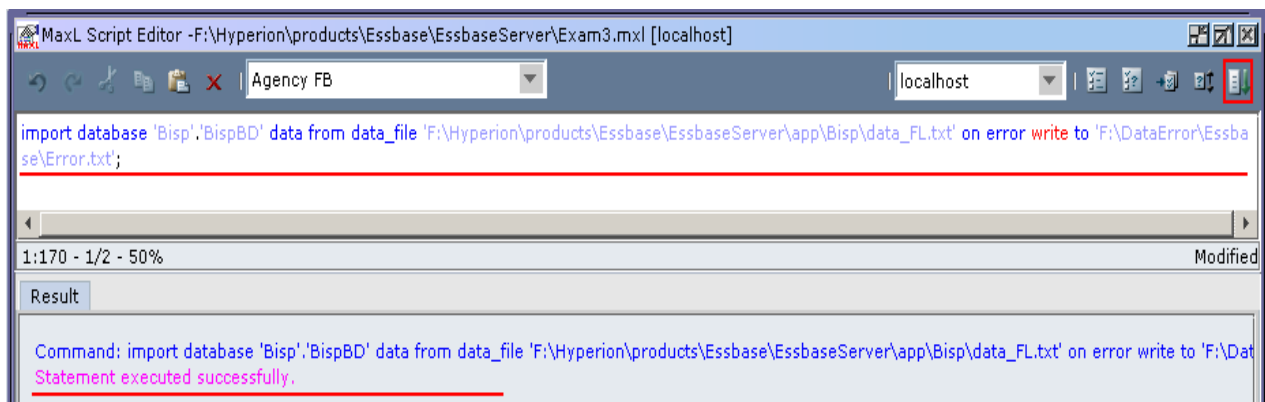 MaxL Script Editor -F:\Hyperion\products\Essbase\EssbaseServer\Exam3.mxl [localhost]
Agency FB
localhost
import database 'Bisp'.'BispBD' data from data_file 'F:\Hyperion\products\Essbase\EssbaseServer\app\Bisp\data_FL.txt' on error write to 'F:\DataError\Essba
se\Error.txt';
1:170 - 1/2 - 50%
Modified
Result
Command: import database 'Bisp'.'BispBD' data from data_file 'F:\Hyperion\products\Essbase\EssbaseServer\app\Bisp\data_FL.txt' on error write to 'F:\Dat
Statement executed successfully.